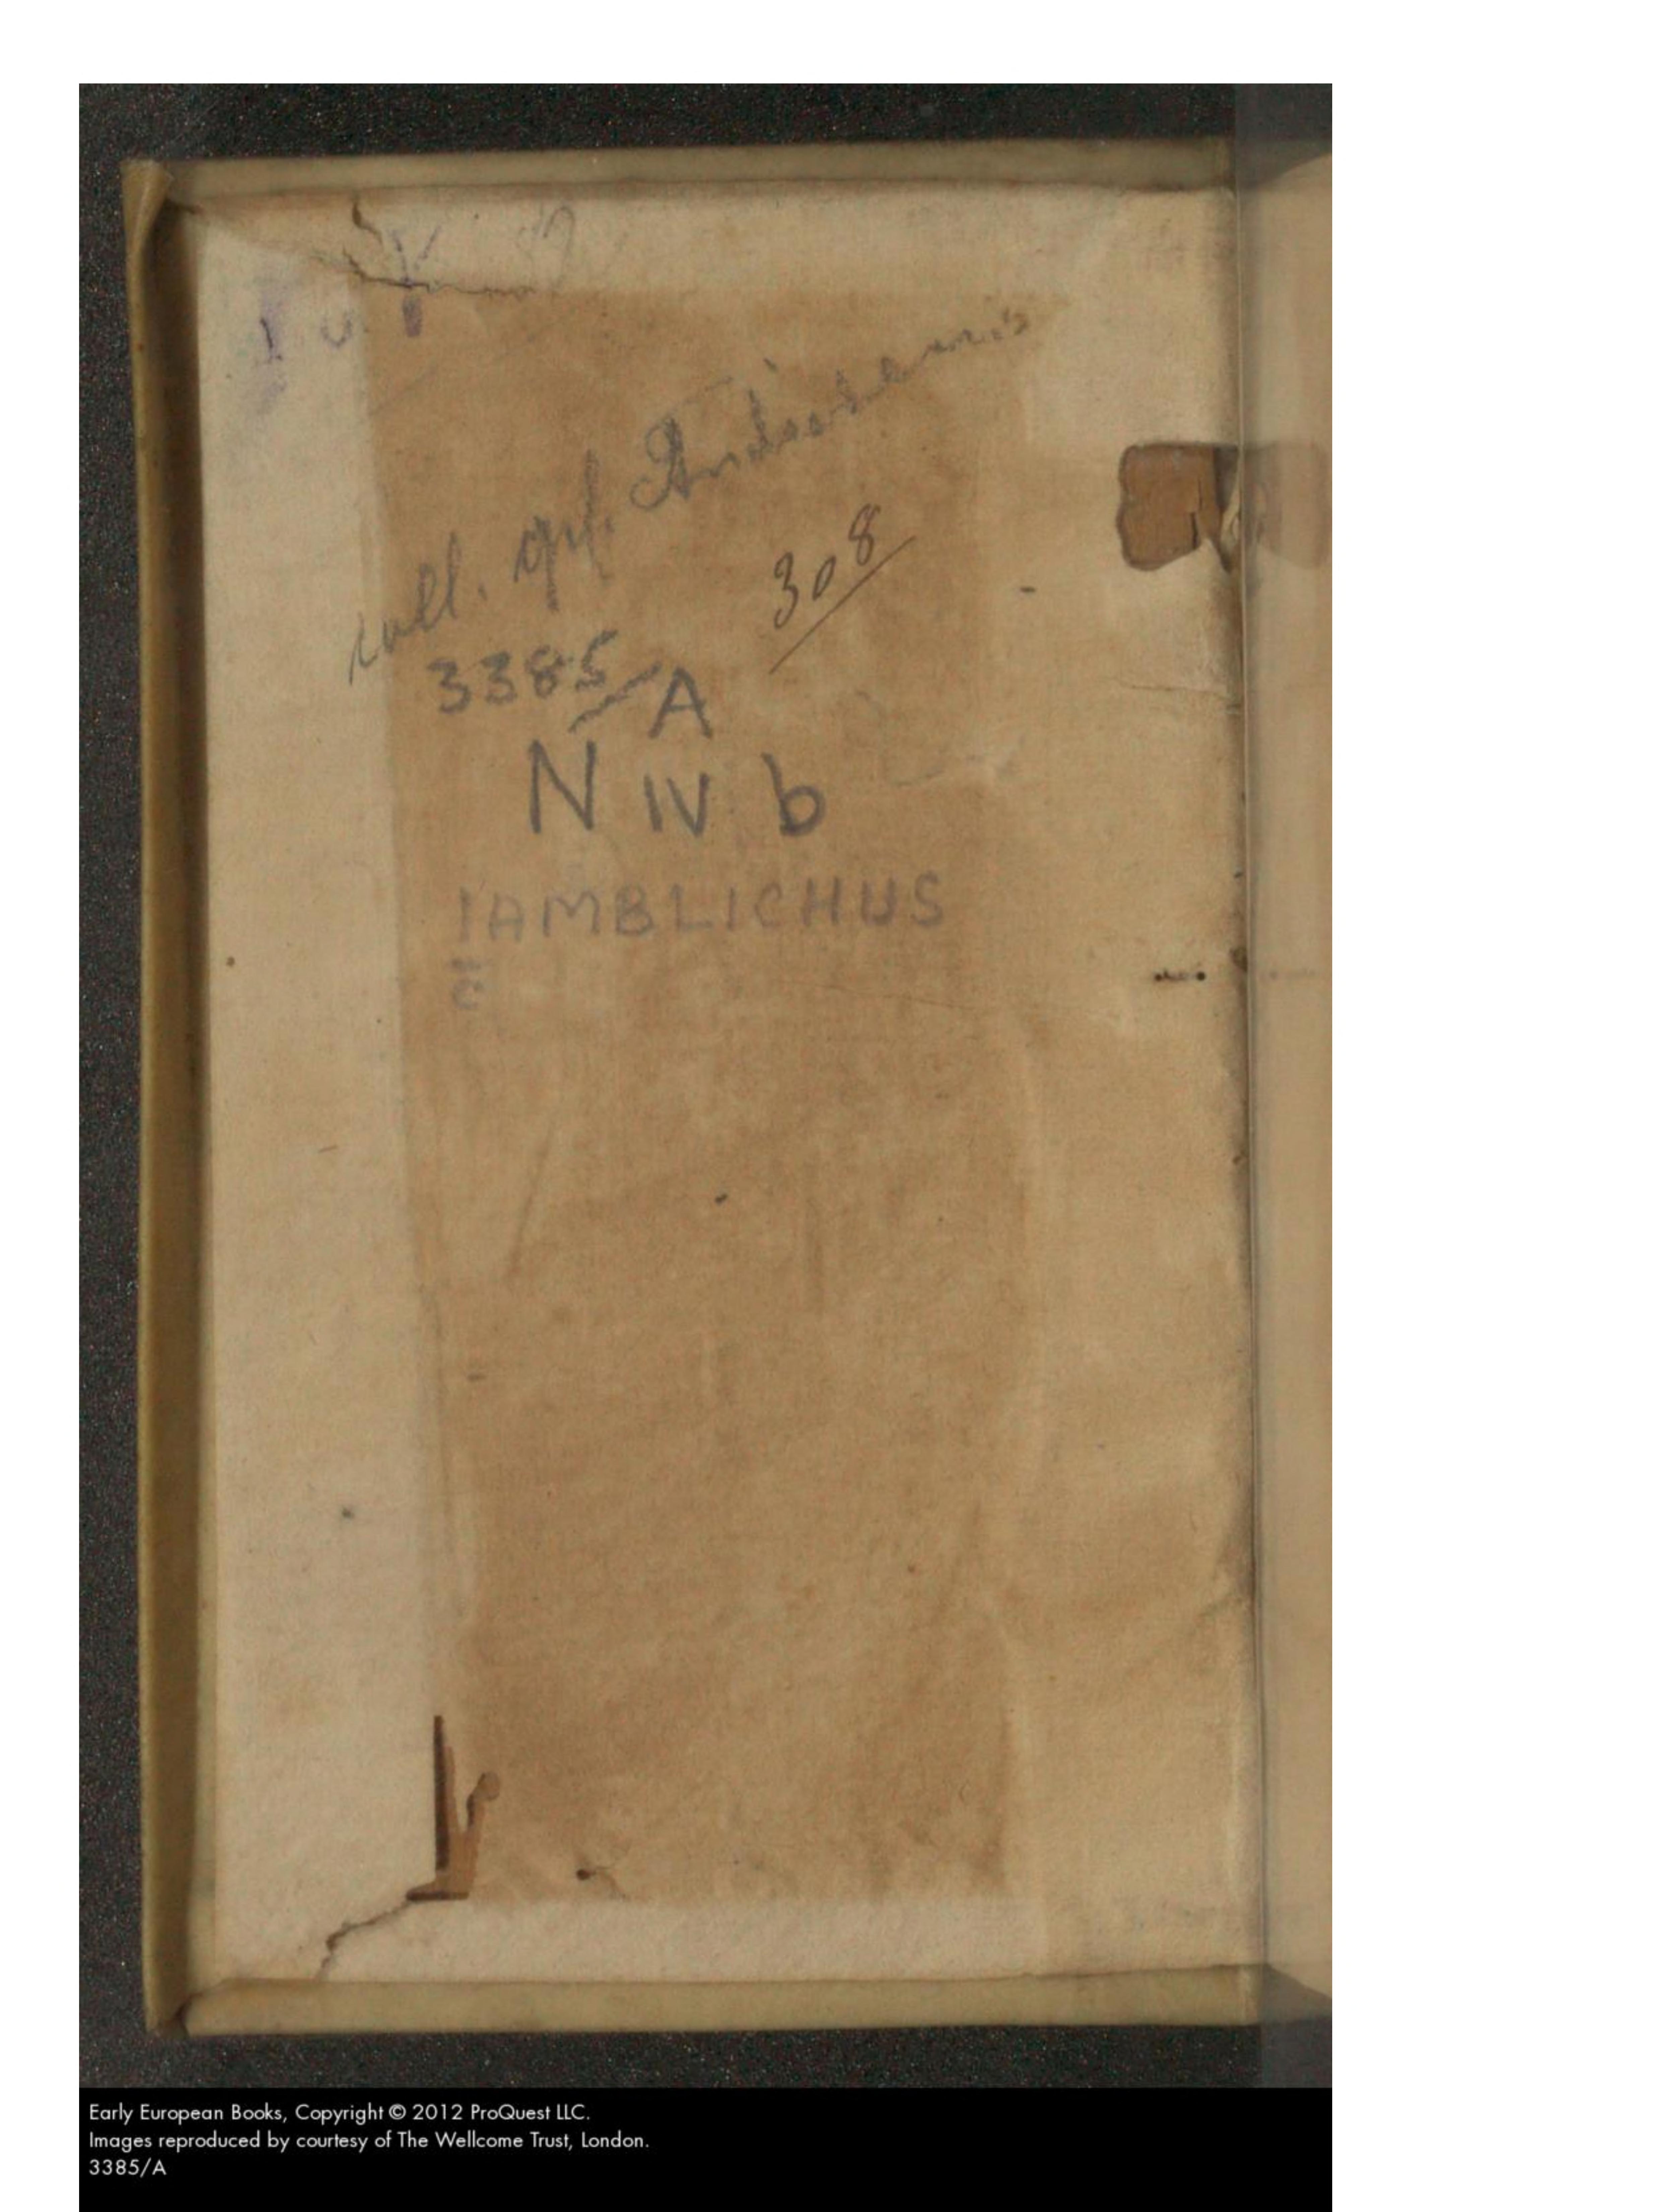 coll. 
308
3385/A
N IV b
IAMBLICHUS
Early European Books, Copyright © 2012 ProQuest LLC.
Images reproduced by courtesy of The Wellcome Trust, London.
3385/A